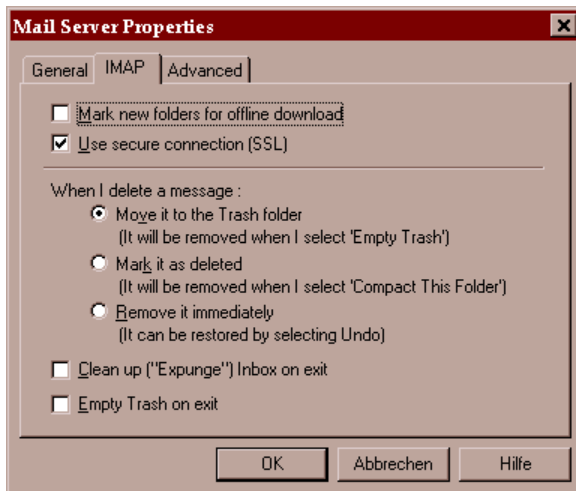 Mail Server Properties
General IMAP Advanced
Mark new folders for offline download
Use secure connection (SSL)
When I delete a message :
Move it to the Trash folder
(It will be removed when I select 'Empty Trash')
Mark it as deleted
(It will be removed when I select 'Compact This Folder')
Remove it immediately
(It can be restored by selecting Undo)
Clean up ("Expunge") Inbox on exit
Empty Trash on exit
OK Abbrechen Hilfe